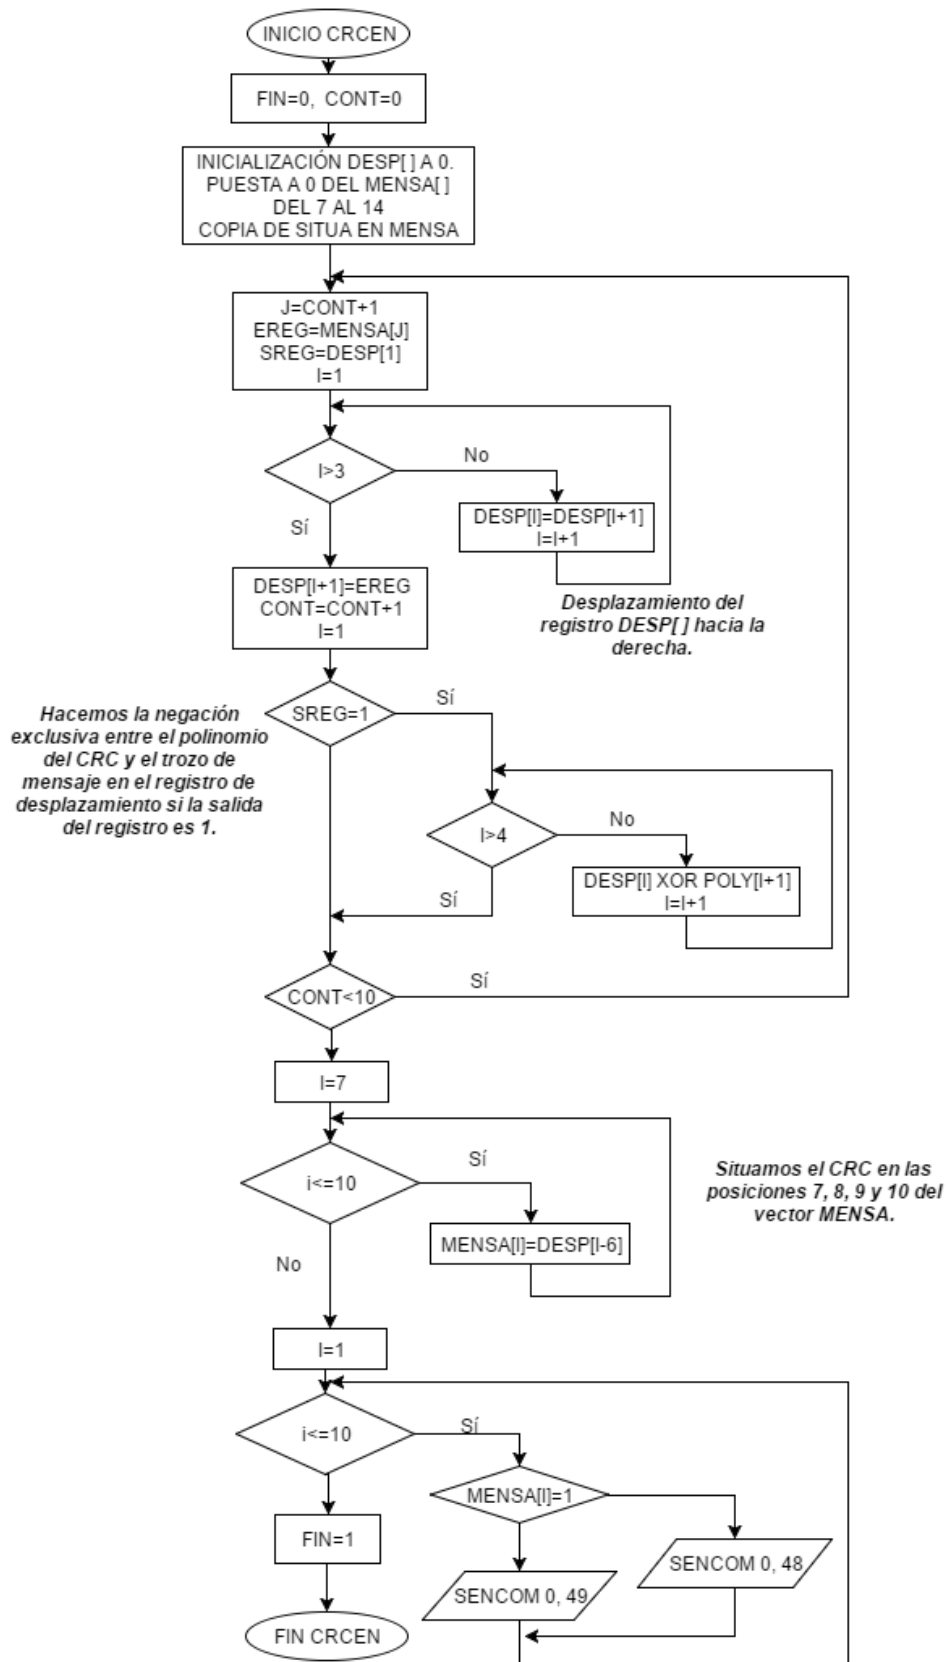 INICIO CRCEN
FIN=0, CONT=0
INICIALIZACIÓN DESP[ ] A 0.
PUESTA A 0 DEL MENSA[ ]
DEL 7 AL 14
COPIA DE SITUA EN MENSA
J=CONT+1
EREG=MENSA[J]
SREG=DESP[1]
I=1
I>3
No
Sí
DESP[I]=DESP[I+1]
I=I+1
DESP[I+1]=EREG
CONT=CONT+1
I=1
Desplazamiento del
registro DESP[ ] hacia la
derecha.
SREG=1
Sí
Hacemos la negación
exclusiva entre el polinomio
del CRC y el trozo de
mensaje en el registro de
desplazamiento si la salida
del registro es 1.
I>4
No
Sí
DESP[I] XOR POLY[I+1]
I=I+1
CONT<10
Sí
I=7
i<=10
Sí
No
MENSA[I]=DESP[I-6]
Situamos el CRC en las
posiciones 7, 8, 9 y 10 del
vector MENSA.
I=1
i<=10
Sí
MENSA[I]=1
FIN=1
SENCOM 0, 48
SENCOM 0, 49
FIN CRCEN